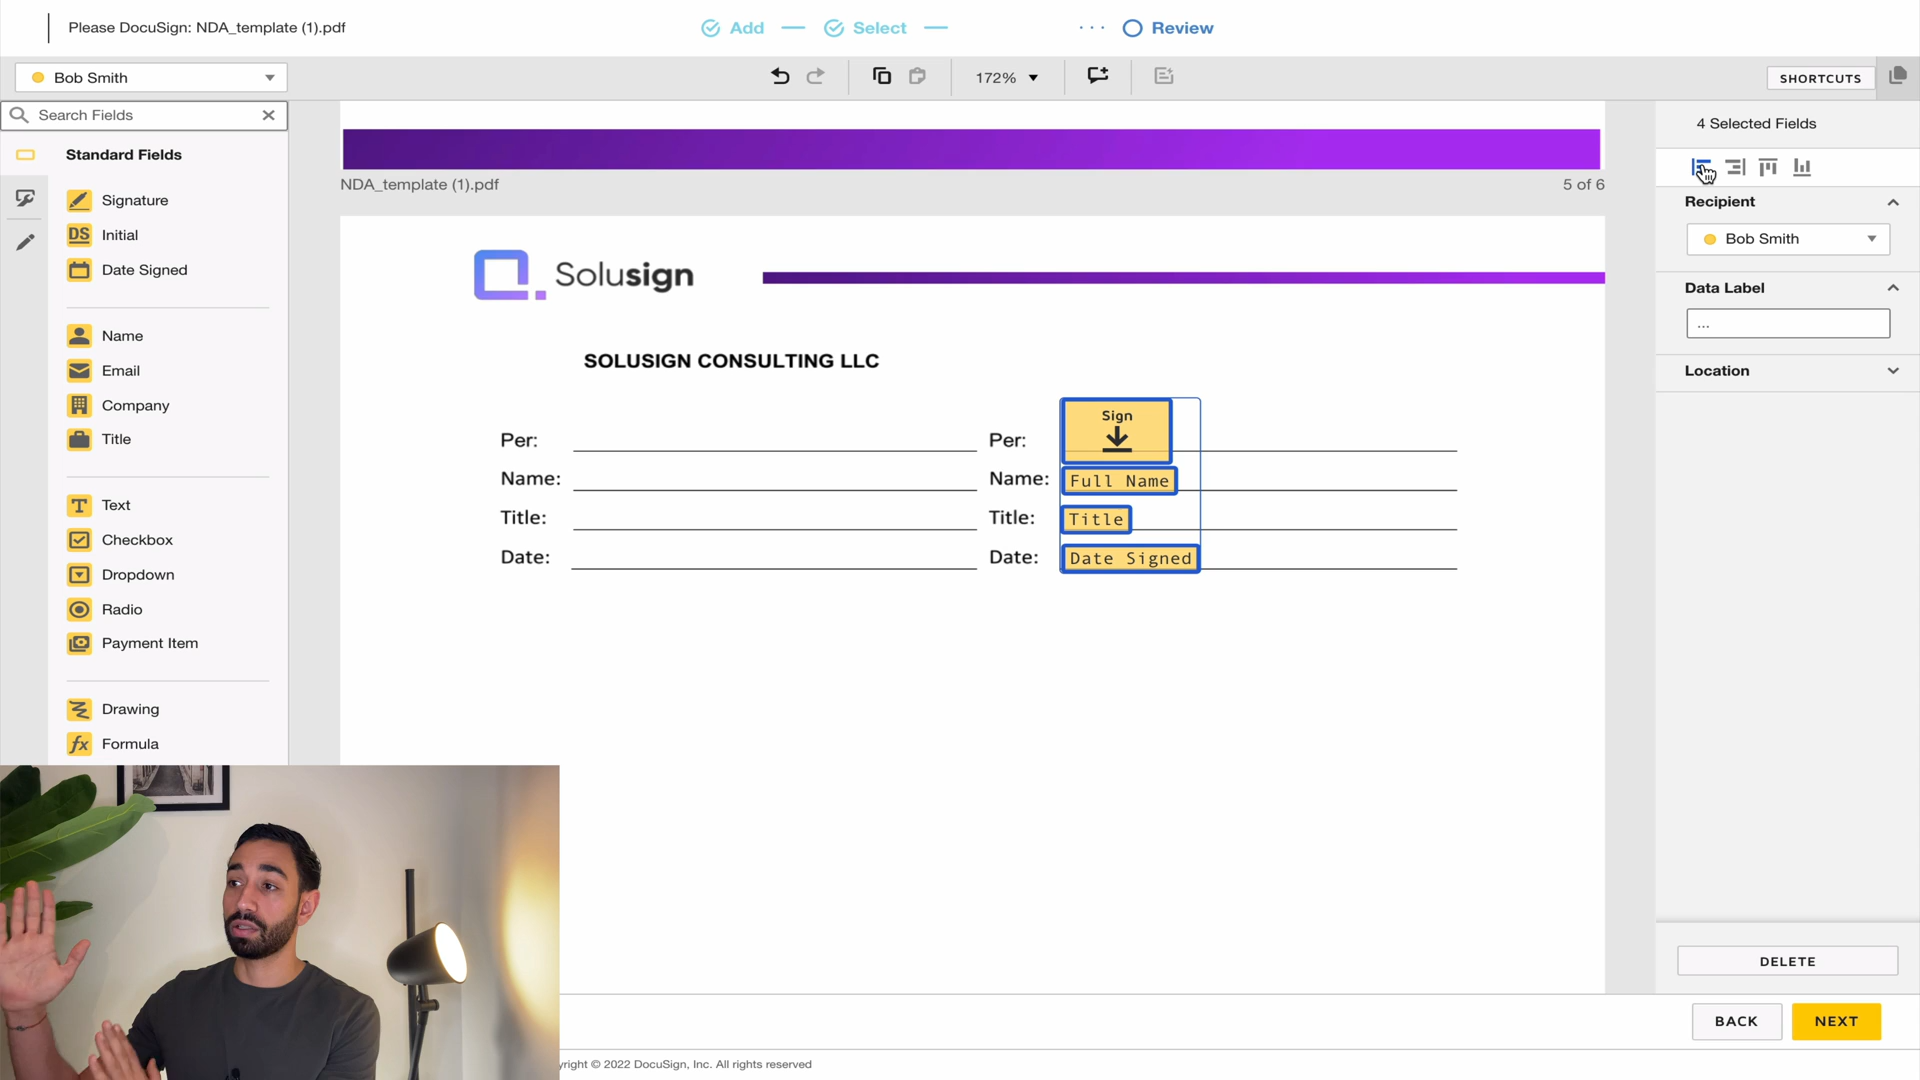 Please DocuSign: NDA_template (1).pdf
Add
Select
Review
Bob Smith
172%
SHORTCUTS
Search Fields
Standard Fields
Signature
DS Initial
Date Signed
Name
Email
Company
Title
T Text
Checkbox
Dropdown
Radio
Payment Item
Drawing
fx Formula
NDA_template (1).pdf
5 of 6
Solusign
SOLUSIGN CONSULTING LLC
Per:
Name:
Title:
Date:
Per:
Name:
Title:
Date:
Sign
Full Name
Title
Date Signed
4 Selected Fields
Recipient
Bob Smith
Data Label
...
Location
DELETE
BACK
NEXT
yright © 2022 DocuSign, Inc. All rights reserved